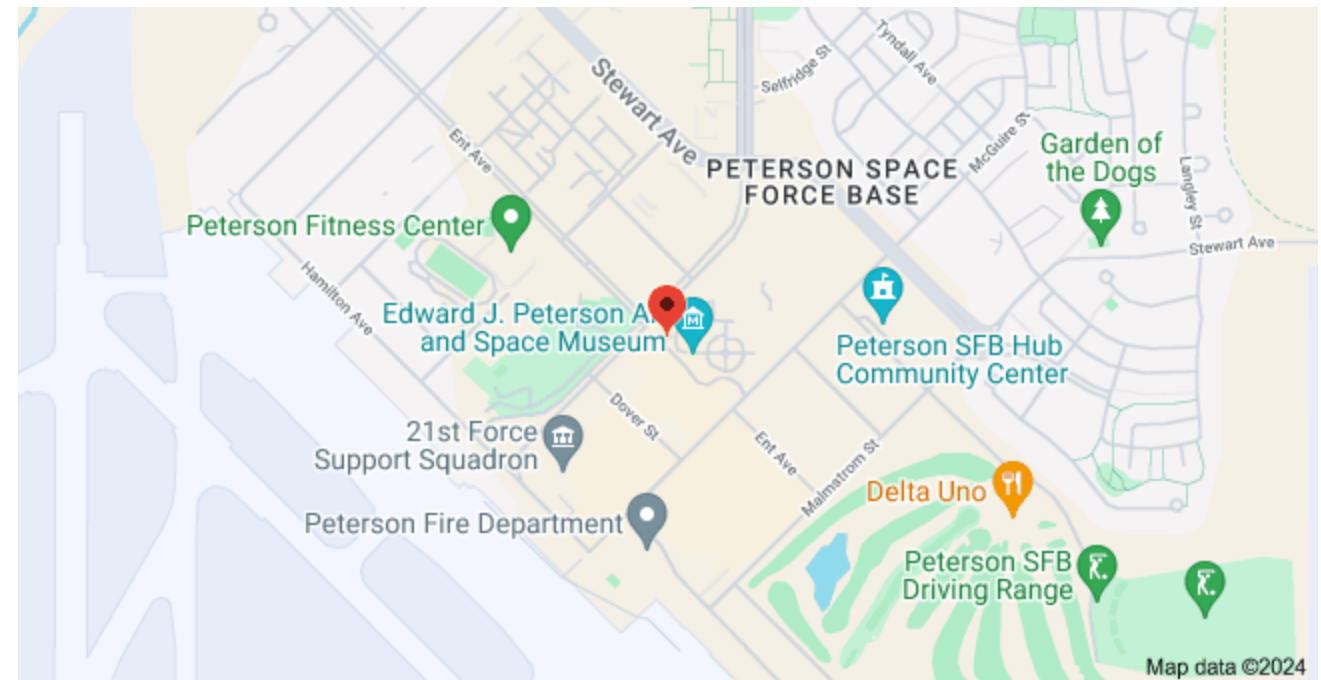 Stewart Ave
Selfridge St
Tyndall Ave
Ent Ave
McGuire St
PETERSON SPACE
FORCE BASE
Garden of
the Dogs
Langley St
Stewart Ave
Peterson Fitness Center
Hamilton Ave
Edward J. Peterson A
and Space Museum
M
Peterson SFB Hub
Community Center
Dover St
21st Force
Support Squadron
Ent Ave
Malmstrom St
Delta Uno
Peterson Fire Department
Peterson SFB
Driving Range
Map data ©2024